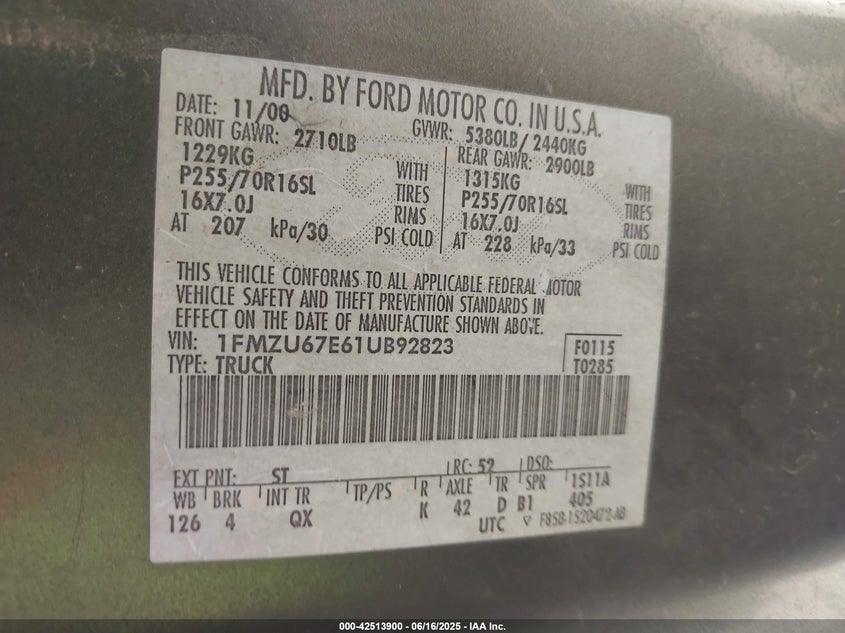 MFD. BY FORD MOTOR CO. IN U.S.A.
DATE: 11/00 GVWR: 5380LB/ 2440KG
FRONT GAWR: 2710LB REAR GAWR: 2900LB
1229KG WITH 1315KG WITH
P255/70R16SL TIRES P255/70R16SL TIRES
16X7.0J RIMS 16X7.0J RIMS
AT 207 kPa/30 PSI COLD AT 228 kPa/33 PSI COLD
THIS VEHICLE CONFORMS TO ALL APPLICABLE FEDERAL MOTOR
VEHICLE SAFETY AND THEFT PREVENTION STANDARDS IN
EFFECT ON THE DATE OF MANUFACTURE SHOWN ABOVE.
VIN: 1FMZU67E61UB92823 F0115
TYPE: TRUCK T0285
EXT PNT: ST RC: 52 DSO:
WB BRK INT TR TP/PS R AXLE TR SPR 1S11A
126 4 QX K 42 D B1 405
UTC ▽ F85B-1520472-AB
000-42513900 - 06/16/2025 - IAA Inc.